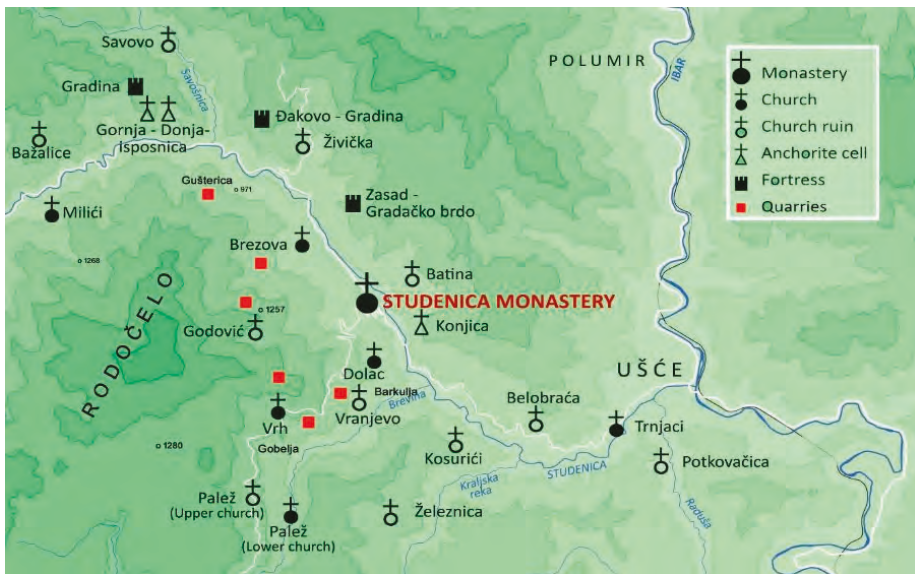 Savovo
Savošnica
POLUMIR
IBAR
Monastery
Church
Church ruin
Anchorite cell
Fortress
Quarries
Gradina
Gornja - Donja-
isposnica
Đakovo - Gradina
Živička
Bažalice
Gušterica
971
Milići
Zasad -
Gradačko brdo
Brezova
1268
Batina
STUDENICA MONASTERY
1257
Godović
Konjica
RODOČELO
Dolac
UŠĆE
Barkulja
Brevina
Vranjevo
Belobraća
Vrh
Trnjaci
Gobelja
1280
Kosurići
Potkovačica
Kraljska
reka
STUDENICA
Palež
(Upper church)
Železnica
Raduša
Palež
(Lower church)